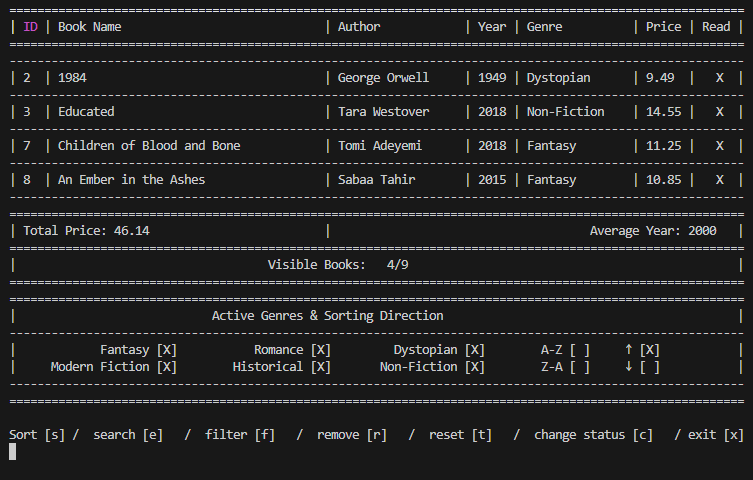 | ID | Book Name | Author | Year | Genre | Price | Read |
| 2 | 1984 | George Orwell | 1949 | Dystopian | 9.49 | X |
| 3 | Educated | Tara Westover | 2018 | Non-Fiction | 14.55 | X |
| 7 | Children of Blood and Bone | Tomi Adeyemi | 2018 | Fantasy | 11.25 | X |
| 8 | An Ember in the Ashes | Sabaa Tahir | 2015 | Fantasy | 10.85 | X |
| Total Price: 46.14 | Average Year: 2000 |
| Visible Books: 4/9 |
| Active Genres & Sorting Direction |
| Fantasy [X] Romance [X] Dystopian [X] A-Z [ ] ↑ [X] |
| Modern Fiction [X] Historical [X] Non-Fiction [X] Z-A [ ] ↓ [ ] |
Sort [s] / search [e] / filter [f] / remove [r] / reset [t] / change status [c] / exit [x]